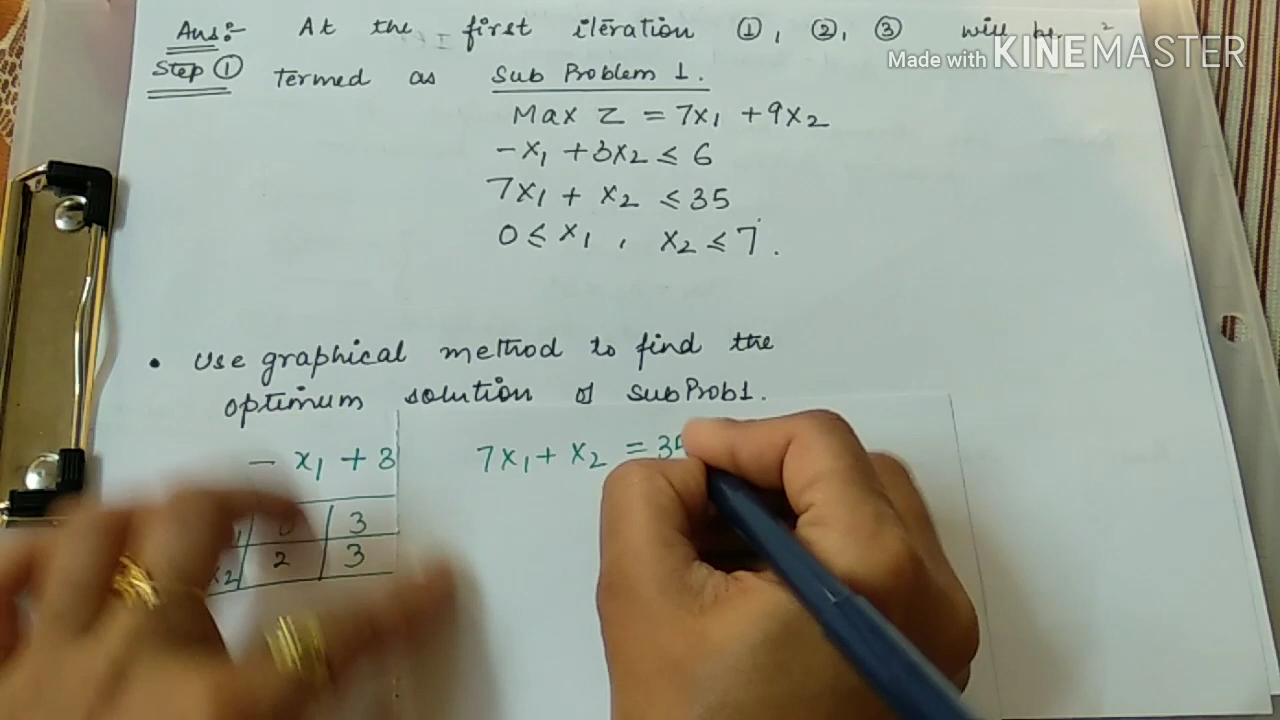 Ans:- At the first iteration ①, ②, ③ will be
Made with KINEMASTER
Step ① termed as Sub Problem 1.
Max Z = 7x₁ + 9x₂
-x₁ + 3x₂ ≤ 6
7x₁ + x₂ ≤ 35
0 ≤ x₁ , x₂ ≤ 7.
• Use graphical method to find the
optimum solution of SubProb1.
- x₁ + 3
7x₁ + x₂ = 35
3
x₂ 2 3